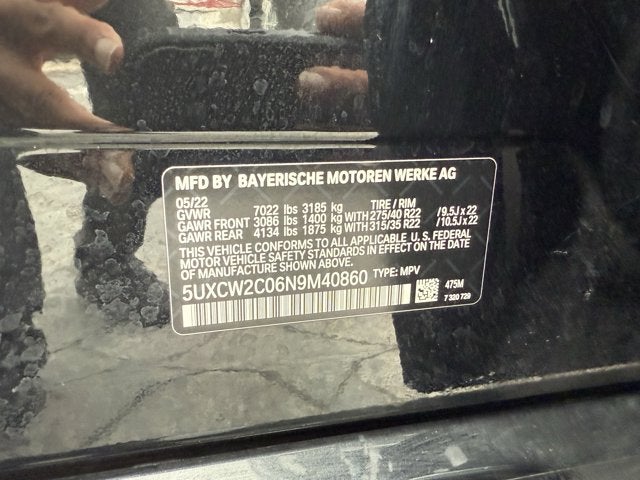 MFD BY BAYERISCHE MOTOREN WERKE AG
05/22
GVWR 7022 lbs 3185 kg TIRE / RIM
GAWR FRONT 3086 lbs 1400 kg WITH 275/40 R22 / 9.5J x 22
GAWR REAR 4134 lbs 1875 kg WITH 315/35 R22 / 10.5J x 22
THIS VEHICLE CONFORMS TO ALL APPLICABLE U. S. FEDERAL
MOTOR VEHICLE SAFETY STANDARDS IN EFFECT ON
THE DATE OF MANUFACTURE SHOWN ABOVE.
5UXCW2C06N9M40860 TYPE: MPV
475M
7 320 729